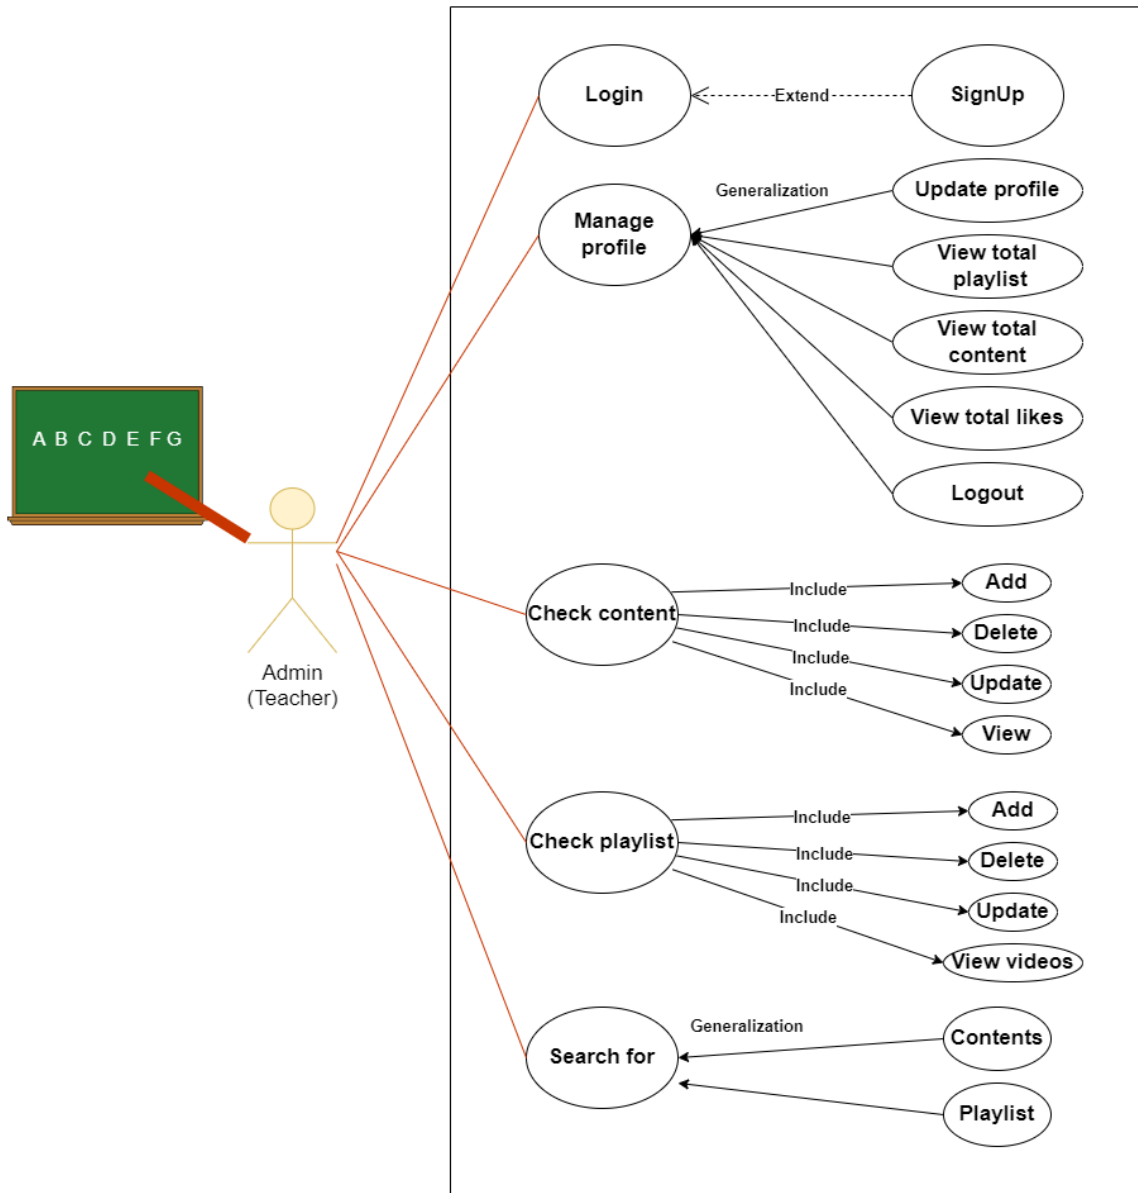 Login
Extend
SignUp
Generalization
Update profile
Manage
profile
View total
playlist
View total
content
View total likes
Logout
A B C D E F G
Admin
(Teacher)
Check content
Include
Add
Include
Delete
Include
Update
Include
View
Check playlist
Include
Add
Include
Delete
Include
Update
Include
View videos
Search for
Generalization
Contents
Playlist